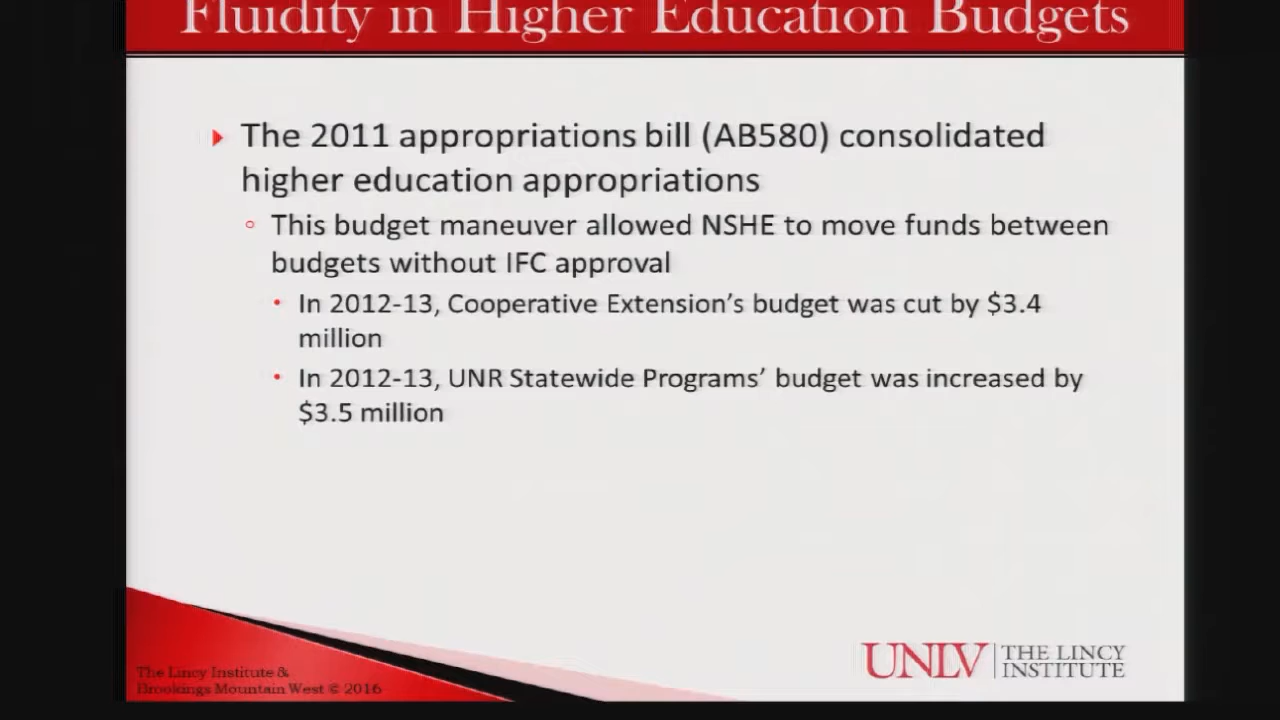 Fluidity in Higher Education Budgets
The 2011 appropriations bill (AB580) consolidated
higher education appropriations
This budget maneuver allowed NSHE to move funds between
budgets without IFC approval
In 2012-13, Cooperative Extension's budget was cut by $3.4
million
In 2012-13, UNR Statewide Programs' budget was increased by
$3.5 million
The Lincy Institute &
Brookings Mountain West © 2016
UNLV THE LINCY
INSTITUTE